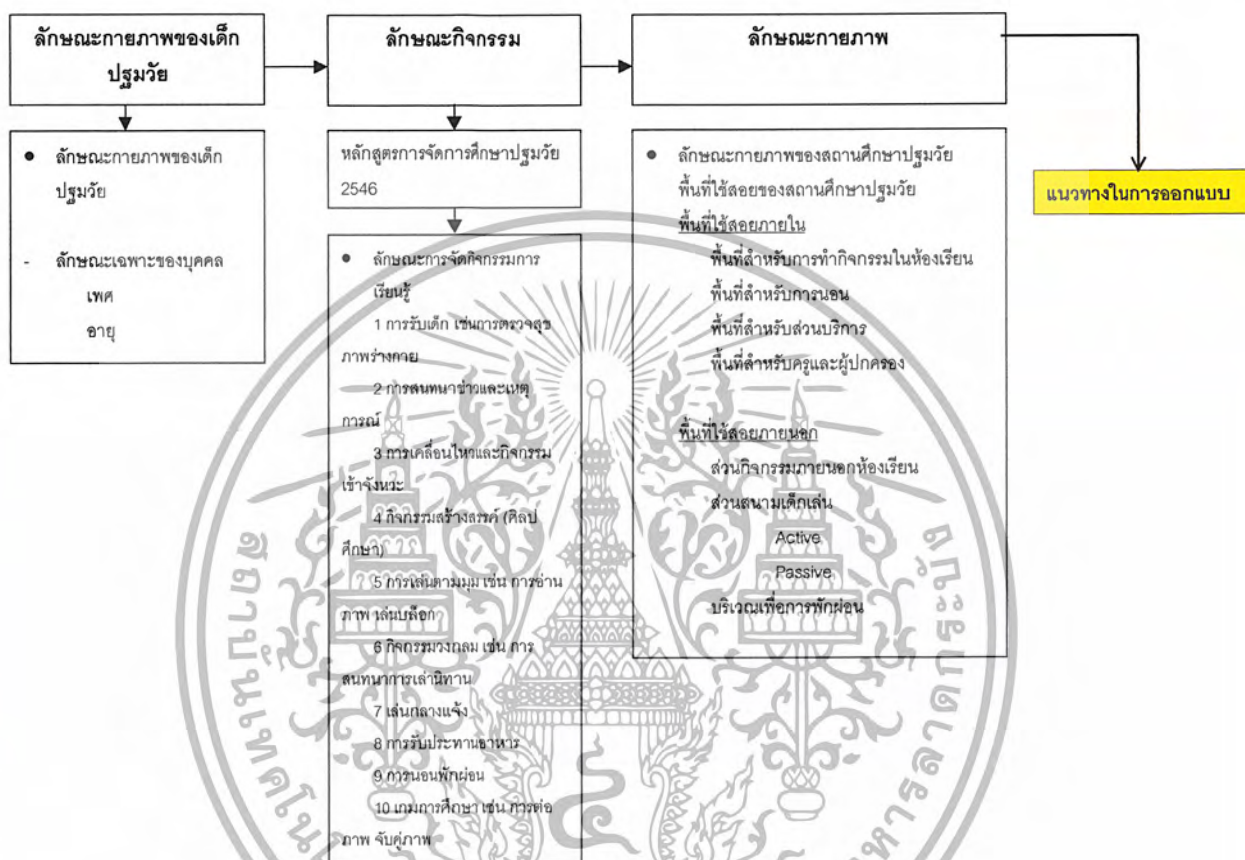 ลักษณะกายภาพของเด็ก
ปฐมวัย
ลักษณะกิจกรรม
ลักษณะกายภาพ
● ลักษณะกายภาพของเด็ก
ปฐมวัย
- ลักษณะเฉพาะของบุคคล
เพศ
อายุ
หลักสูตรการจัดการศึกษาปฐมวัย
2546
● ลักษณะการจัดกิจกรรมการ
เรียนรู้
1 การรับเด็ก เช่นการตรวจสุข
ภาพร่างกาย
2 การสนทนาข่าวและเหตุ
การณ์
3 การเคลื่อนไหวและกิจกรรม
เข้าจังหวะ
4 กิจกรรมสร้างสรรค์ (ศิลป
ศึกษา)
5 การเล่นตามมุม เช่น การอ่าน
ภาพ เล่นบล็อก
6 กิจกรรมวงกลม เช่น การ
สนทนาการเล่านิทาน
7 เล่นกลางแจ้ง
8 การรับประทานอาหาร
9 การนอนพักผ่อน
10 เกมการศึกษา เช่น การต่อ
ภาพ จับคู่ภาพ
● ลักษณะกายภาพของสถานศึกษาปฐมวัย
พื้นที่ใช้สอยของสถานศึกษาปฐมวัย
พื้นที่ใช้สอยภายใน
พื้นที่สำหรับการทำกิจกรรมในห้องเรียน
พื้นที่สำหรับการนอน
พื้นที่สำหรับส่วนบริการ
พื้นที่สำหรับครูและผู้ปกครอง
พื้นที่ใช้สอยภายนอก
ส่วนกิจกรรมภายนอกห้องเรียน
ส่วนสนามเด็กเล่น
Active
Passive
บริเวณเพื่อการพักผ่อน
แนวทางในการออกแบบ